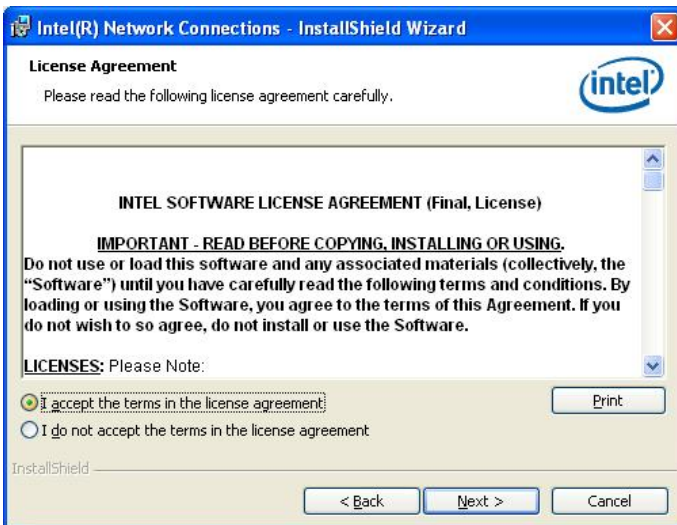 Intel(R) Network Connections - InstallShield Wizard
License Agreement
Please read the following license agreement carefully.
intel
INTEL SOFTWARE LICENSE AGREEMENT (Final, License)
IMPORTANT - READ BEFORE COPYING, INSTALLING OR USING.
Do not use or load this software and any associated materials (collectively, the
“Software”) until you have carefully read the following terms and conditions. By
loading or using the Software, you agree to the terms of this Agreement. If you
do not wish to so agree, do not install or use the Software.
LICENSES: Please Note:
I accept the terms in the license agreement
Print
I do not accept the terms in the license agreement
InstallShield
< Back
Next >
Cancel